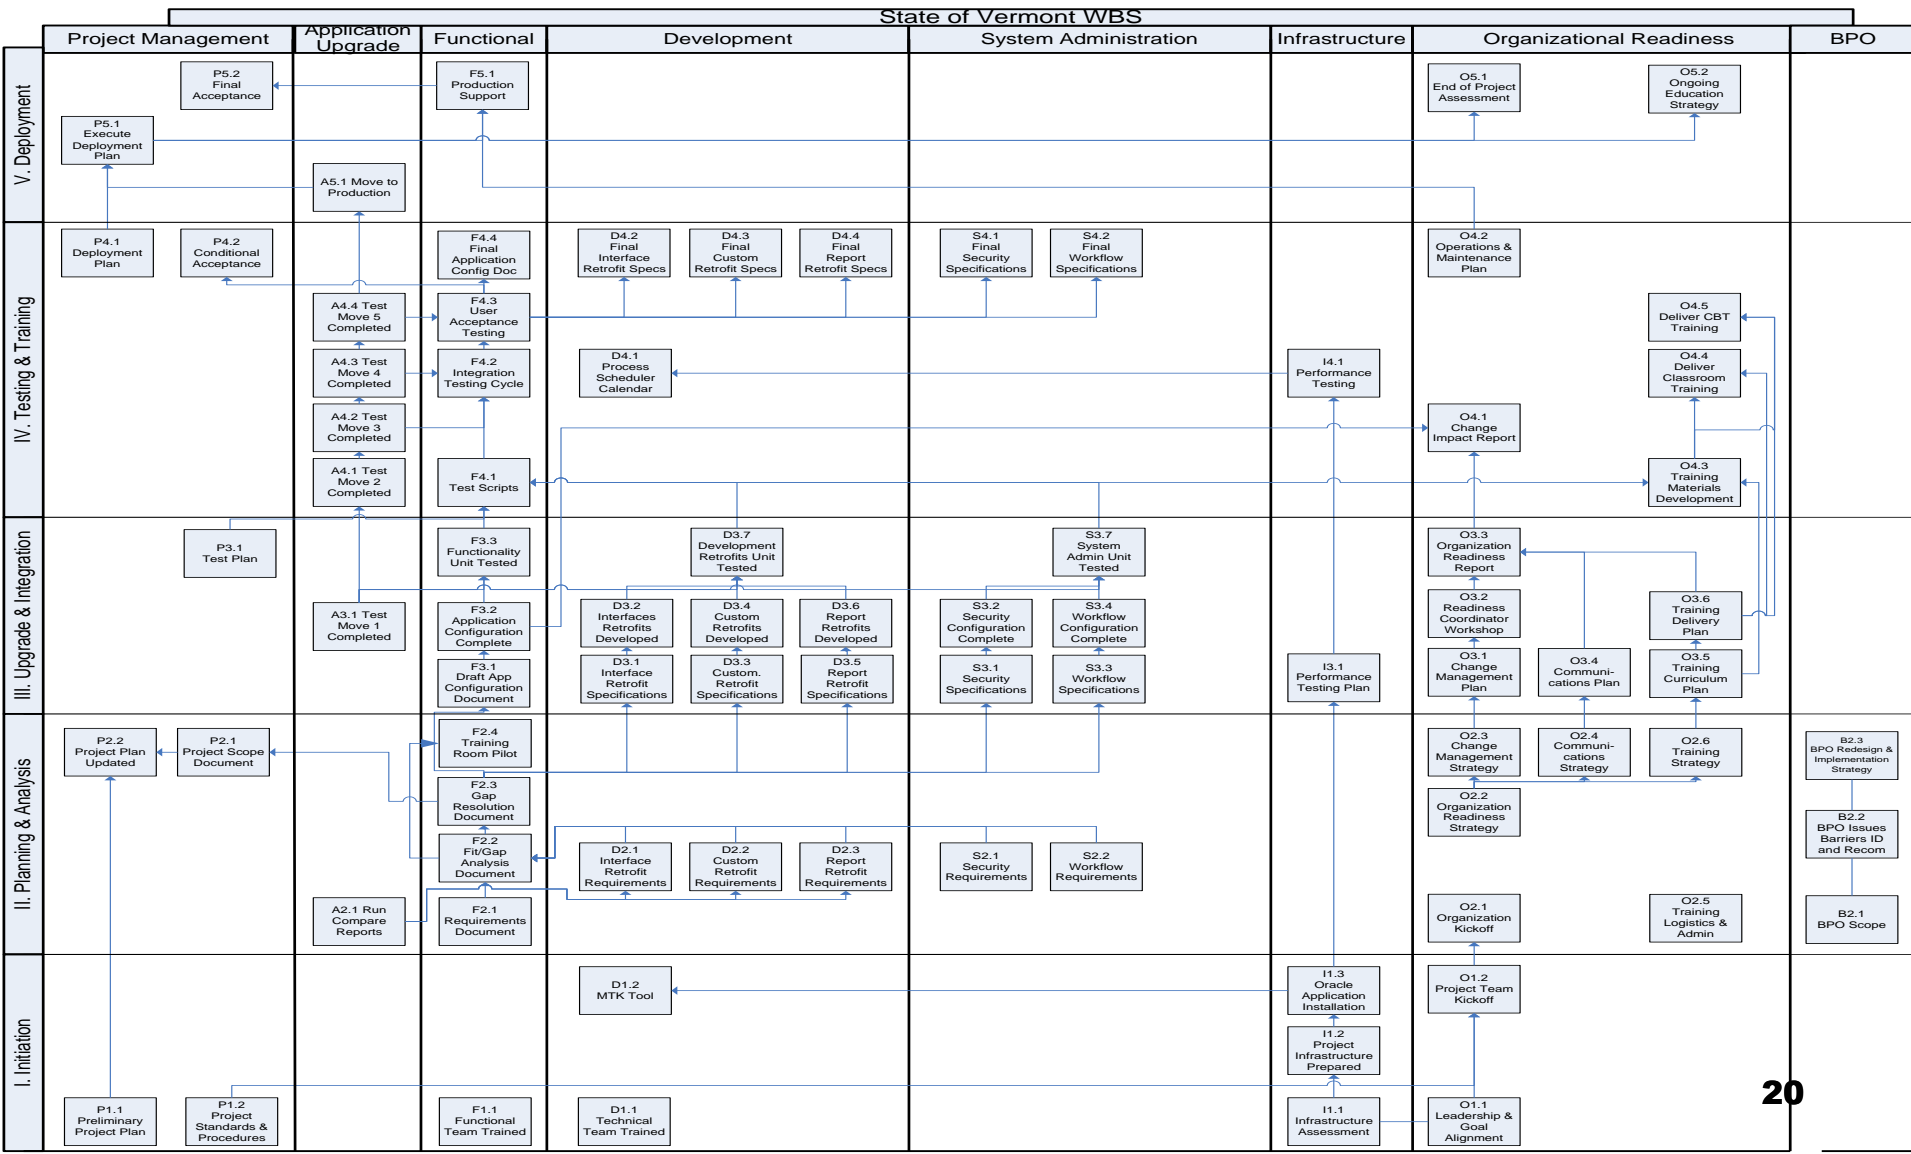 State of Vermont WBS
Project Management
Application
Upgrade
Functional
Development
System Administration
Infrastructure
Organizational Readiness
BPO
V. Deployment
P5.2
Final
Acceptance
F5.1
Production
Support
O5.1
End of Project
Assessment
O5.2
Ongoing
Education
Strategy
P5.1
Execute
Deployment
Plan
A5.1 Move to
Production
IV. Testing & Training
P4.1
Deployment
Plan
P4.2
Conditional
Acceptance
F4.4
Final
Application
Config Doc
D4.2
Final
Interface
Retrofit Specs
D4.3
Final
Custom
Retrofit Specs
D4.4
Final
Report
Retrofit Specs
S4.1
Final
Security
Specifications
S4.2
Final
Workflow
Specifications
O4.2
Operations &
Maintenance
Plan
A4.4 Test
Move 5
Completed
F4.3
User
Acceptance
Testing
O4.5
Deliver CBT
Training
A4.3 Test
Move 4
Completed
F4.2
Integration
Testing Cycle
D4.1
Process
Scheduler
Calendar
I4.1
Performance
Testing
O4.4
Deliver
Classroom
Training
A4.2 Test
Move 3
Completed
O4.1
Change
Impact Report
A4.1 Test
Move 2
Completed
F4.1
Test Scripts
O4.3
Training
Materials
Development
III. Upgrade & Integration
P3.1
Test Plan
F3.3
Functionality
Unit Tested
D3.7
Development
Retrofits Unit
Tested
S3.7
System
Admin Unit
Tested
O3.3
Organization
Readiness
Report
A3.1 Test
Move 1
Completed
F3.2
Application
Configuration
Complete
D3.2
Interfaces
Retrofits
Developed
D3.4
Custom
Retrofits
Developed
D3.6
Report
Retrofits
Developed
S3.2
Security
Configuration
Complete
S3.4
Workflow
Configuration
Complete
O3.2
Readiness
Coordinator
Workshop
O3.6
Training
Delivery
Plan
F3.1
Draft App
Configuration
Document
D3.1
Interface
Retrofit
Specifications
D3.3
Custom.
Retrofit
Specifications
D3.5
Report
Retrofit
Specifications
S3.1
Security
Specifications
S3.3
Workflow
Specifications
I3.1
Performance
Testing Plan
O3.1
Change
Management
Plan
O3.4
Communi-
cations Plan
O3.5
Training
Curriculum
Plan
II. Planning & Analysis
P2.2
Project Plan
Updated
P2.1
Project Scope
Document
F2.4
Training
Room Pilot
O2.3
Change
Management
Strategy
O2.4
Communi-
cations
Strategy
O2.6
Training
Strategy
B2.3
BPO Redesign &
Implementation
Strategy
F2.3
Gap
Resolution
Document
O2.2
Organization
Readiness
Strategy
B2.2
BPO Issues
Barriers ID
and Recom
F2.2
Fit/Gap
Analysis
Document
D2.1
Interface
Retrofit
Requirements
D2.2
Custom
Retrofit
Requirements
D2.3
Report
Retrofit
Requirements
S2.1
Security
Requirements
S2.2
Workflow
Requirements
A2.1 Run
Compare
Reports
F2.1
Requirements
Document
O2.1
Organization
Kickoff
O2.5
Training
Logistics &
Admin
B2.1
BPO Scope
I. Initiation
D1.2
MTK Tool
I1.3
Oracle
Application
Installation
O1.2
Project Team
Kickoff
I1.2
Project
Infrastructure
Prepared
P1.1
Preliminary
Project Plan
P1.2
Project
Standards &
Procedures
F1.1
Functional
Team Trained
D1.1
Technical
Team Trained
I1.1
Infrastructure
Assessment
O1.1
Leadership &
Goal
Alignment
20